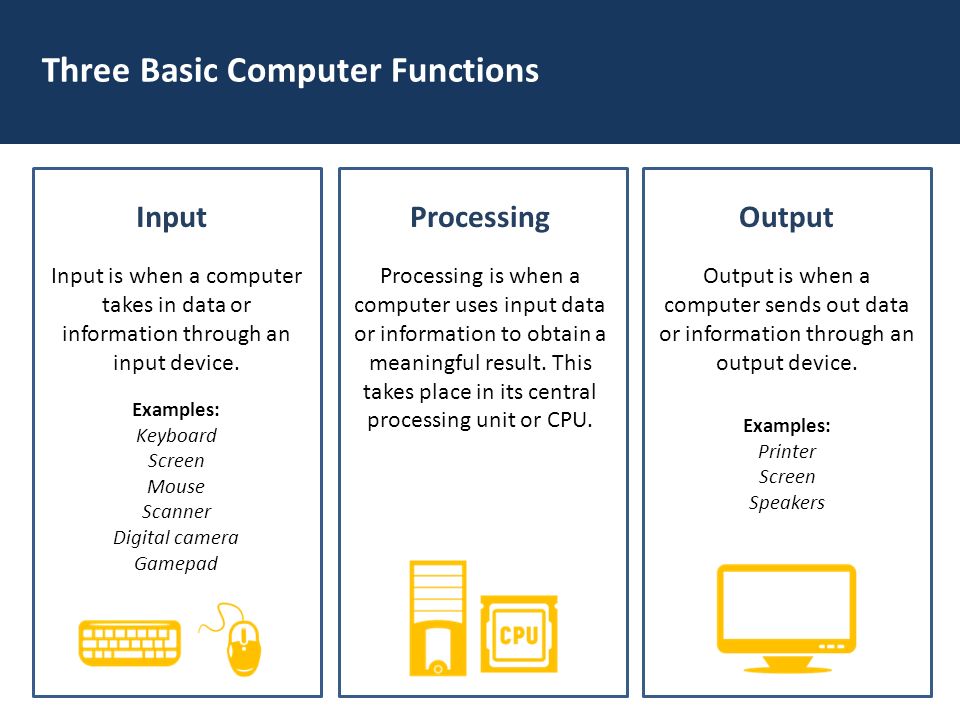 Three Basic Computer Functions
Input
Input is when a computer
takes in data or
information through an
input device.
Examples:
Keyboard
Screen
Mouse
Scanner
Digital camera
Gamepad
Processing
Processing is when a
computer uses input data
or information to obtain a
meaningful result. This
takes place in its central
processing unit or CPU.
CPU
Output
Output is when a
computer sends out data
or information through an
output device.
Examples:
Printer
Screen
Speakers